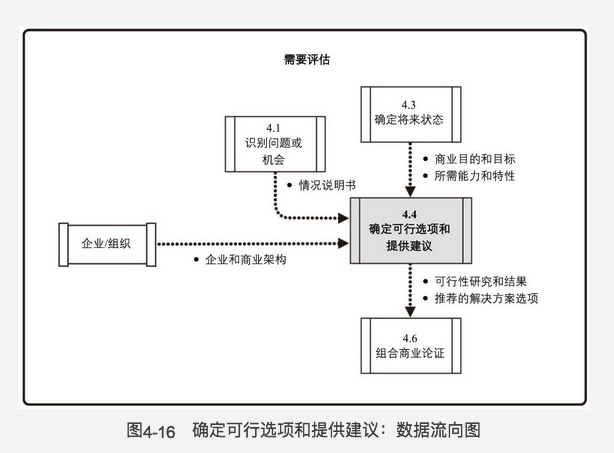 需要评估
4.3
确定将来状态
4.1
识别问题或
机会
● 商业目的和目标
● 所需能力和特性
● 情况说明书
4.4
确定可行选项和
提供建议
企业/组织
● 企业和商业架构
● 可行性研究和结果
● 推荐的解决方案选项
4.6
组合商业论证
图4-16 确定可行选项和提供建议：数据流向图